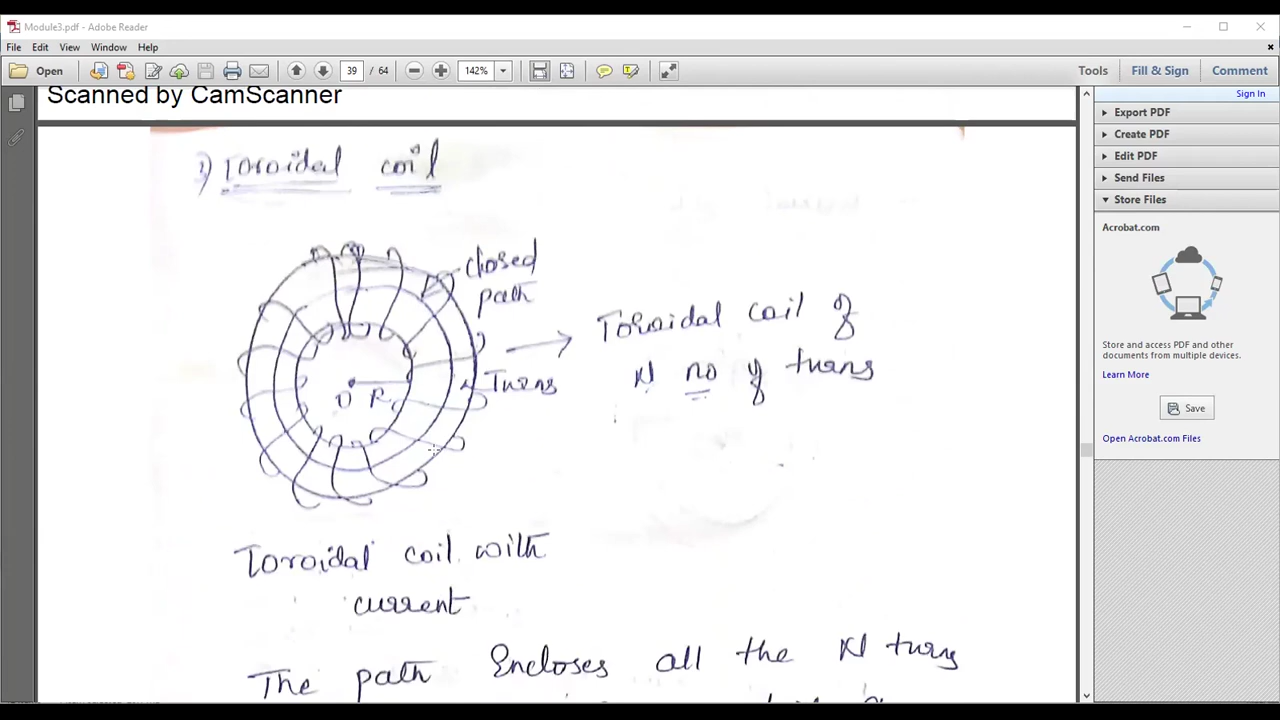 Module3.pdf - Adobe Reader
File Edit View Window Help
Open 39 / 64 142% Tools Fill & Sign Comment
Sign In
Export PDF
Create PDF
Edit PDF
Send Files
Store Files
Acrobat.com
Store and access PDF and other
documents from multiple devices.
Learn More
Save
Open Acrobat.com Files
Scanned by CamScanner
Toroidal coil
closed
path
Turns
O R
Toroidal coil of
N no of turns
Toroidal coil with
current
The path Encloses all the N turns